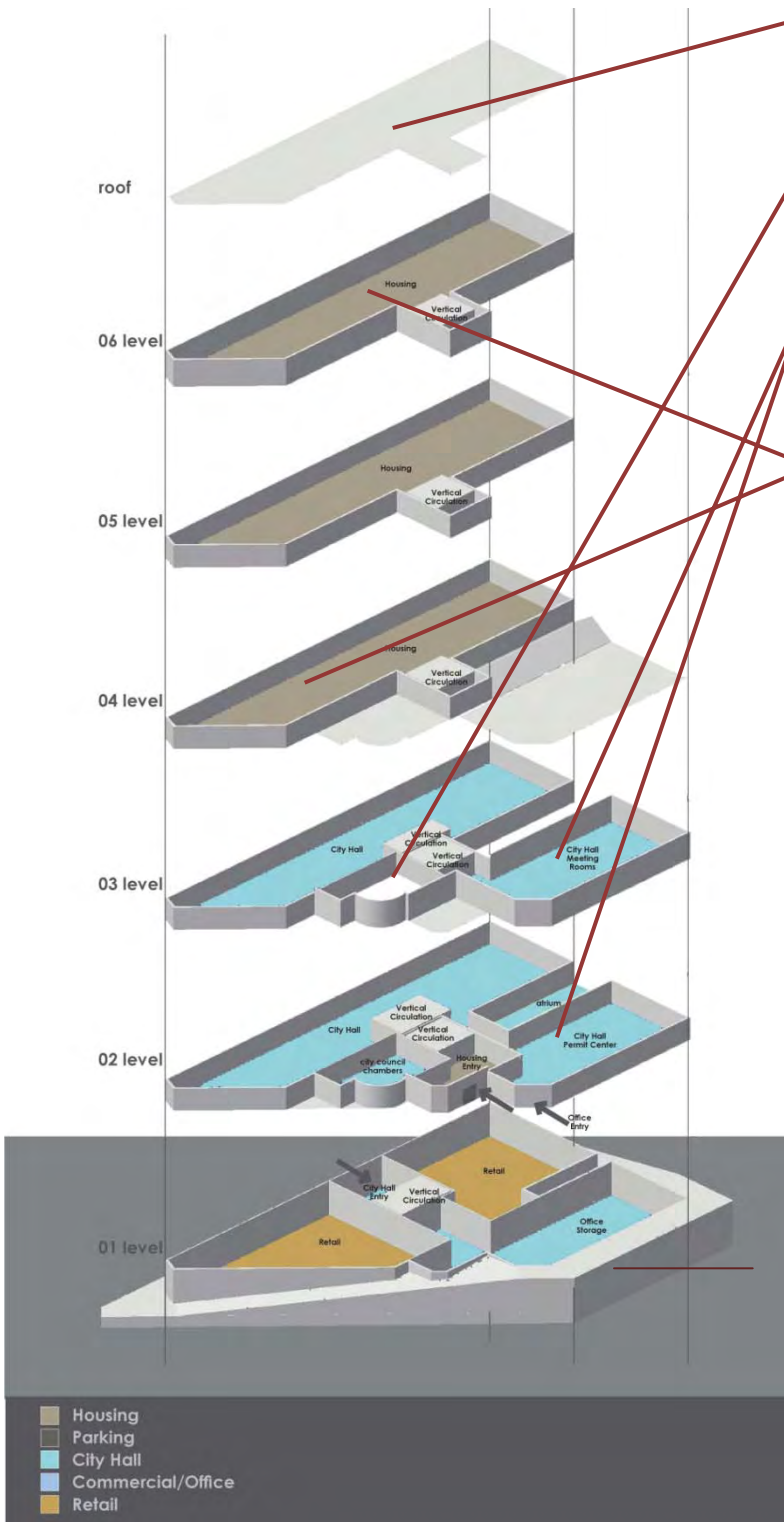 roof
Housing
Vertical
Circulation
06 level
Housing
Vertical
Circulation
05 level
Housing
Vertical
Circulation
04 level
City Hall
Vertical
Circulation
Vertical
Circulation
City Hall
Meeting
Rooms
03 level
City Hall
Vertical
Circulation
Vertical
Circulation
atrium
City Hall
Permit Center
city council
chambers
Housing
Entry
02 level
Office
Entry
City Hall
Entry
Vertical
Circulation
Retail
Retail
Office
Storage
01 level
Housing
Parking
City Hall
Commercial/Office
Retail